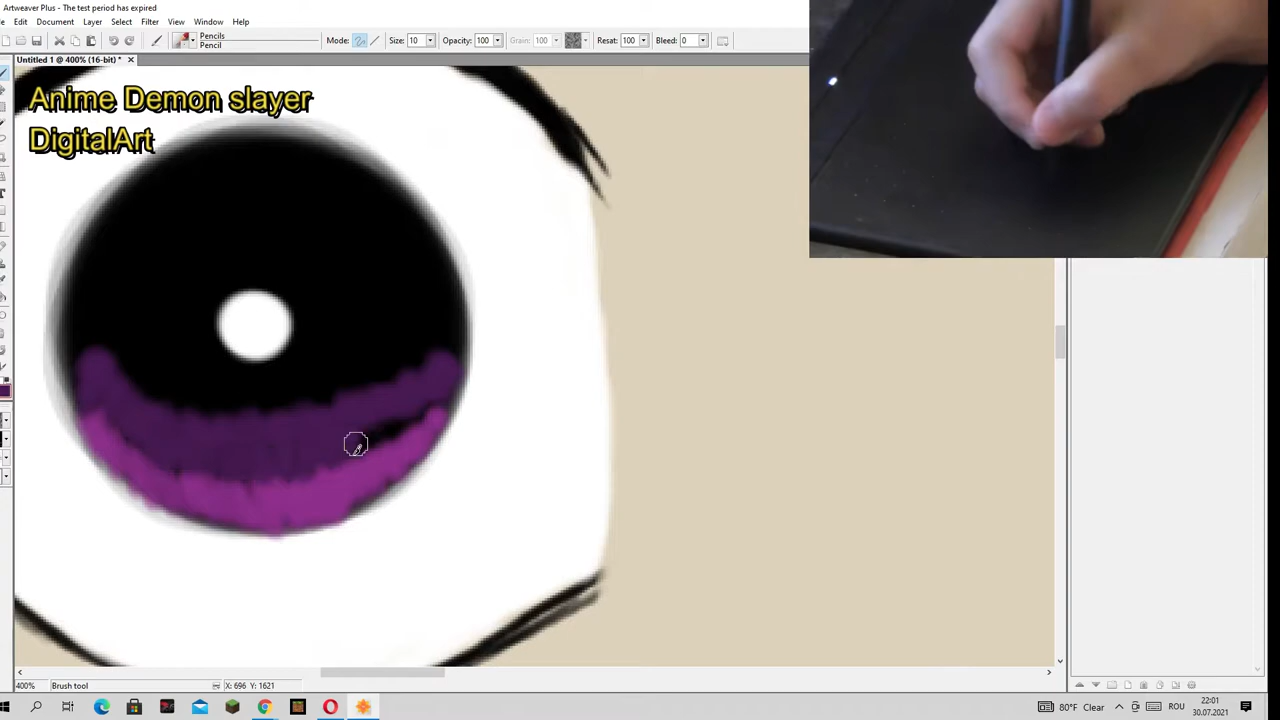 Artweaver Plus - The test period has expired
Edit Document Layer Select Filter View Window Help
Pencils
Pencil
Mode: Size: 10 Opacity: 100 Grain: 100 Resat: 100 Bleed: 0
Untitled 1 @ 400% (16-bit) *
Anime Demon slayer
DigitalArt
400% Brush tool X: 696 Y: 1621
80°F Clear ROU 22:01
30.07.2021